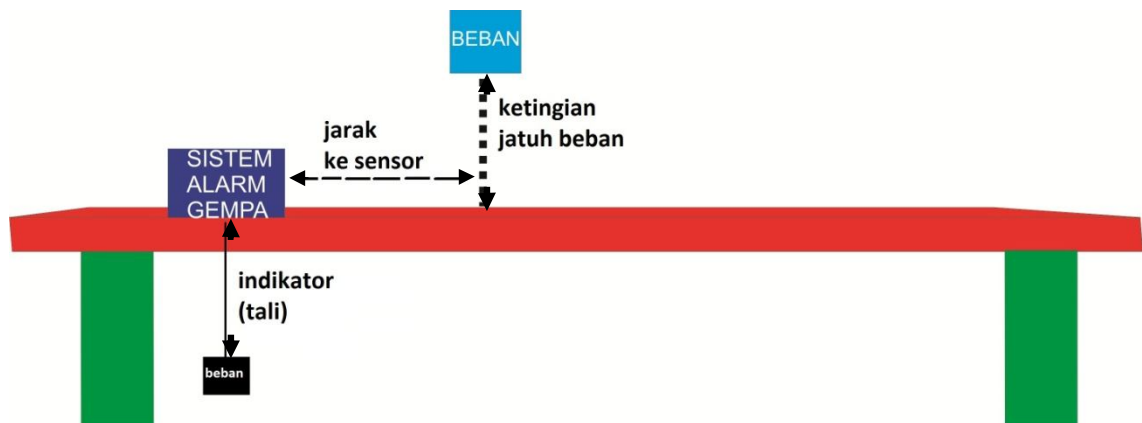 BEBAN
ketingian
jatuh beban
jarak
ke sensor
SISTEM
ALARM
GEMPA
indikator
(tali)
beban